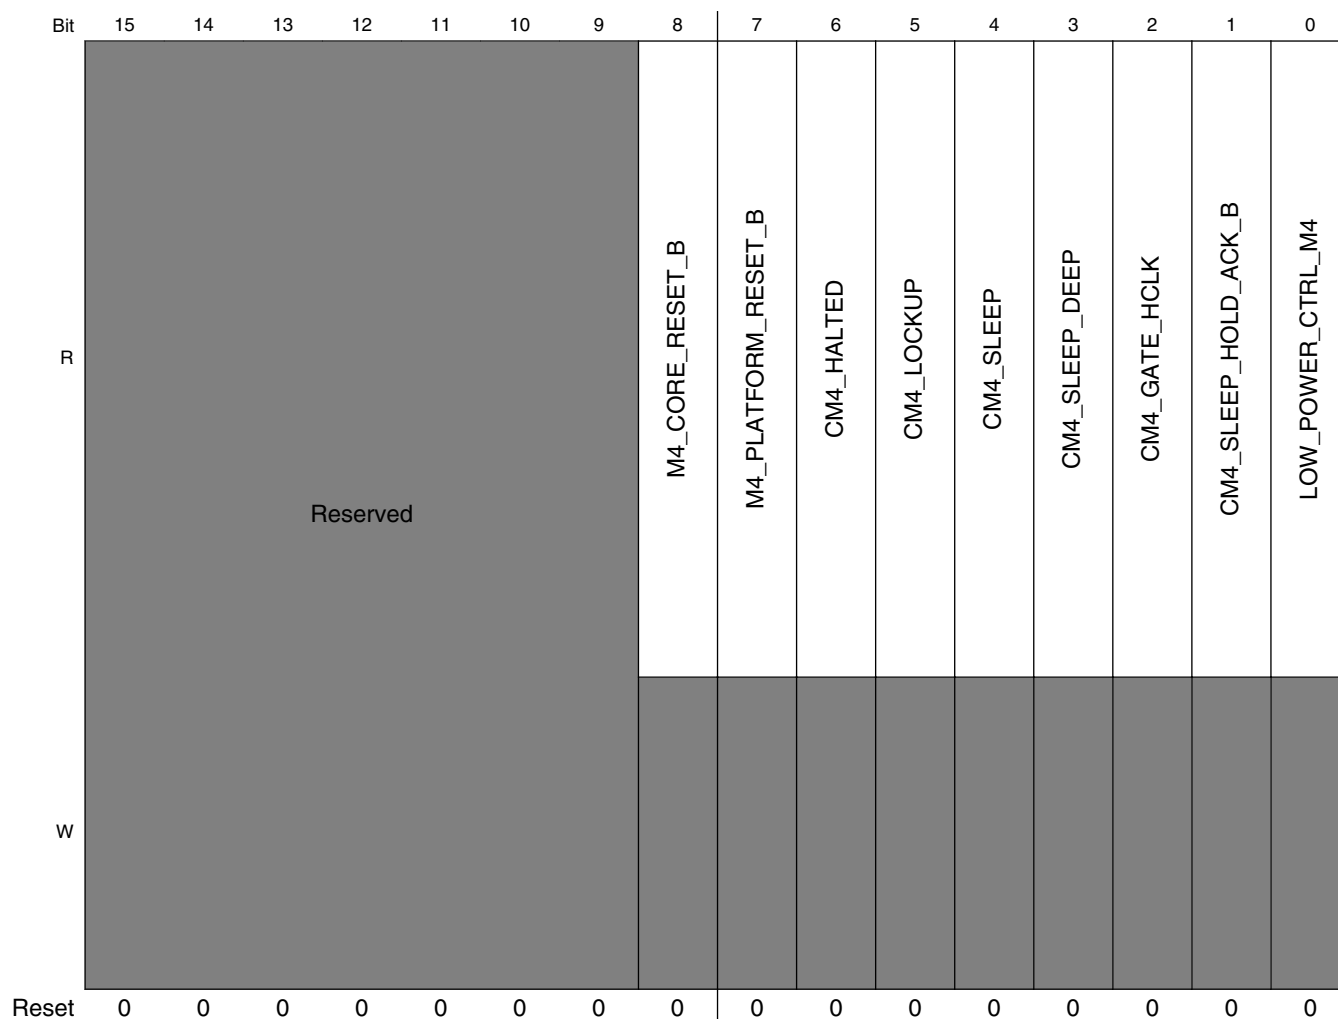 Bit 15 14 13 12 11 10 9 8 7 6 5 4 3 2 1 0
R
Reserved
M4_CORE_RESET_B
M4_PLATFORM_RESET_B
CM4_HALTED
CM4_LOCKUP
CM4_SLEEP
CM4_SLEEP_DEEP
CM4_GATE_HCLK
CM4_SLEEP_HOLD_ACK_B
LOW_POWER_CTRL_M4
W
Reset 0 0 0 0 0 0 0 0 0 0 0 0 0 0 0 0